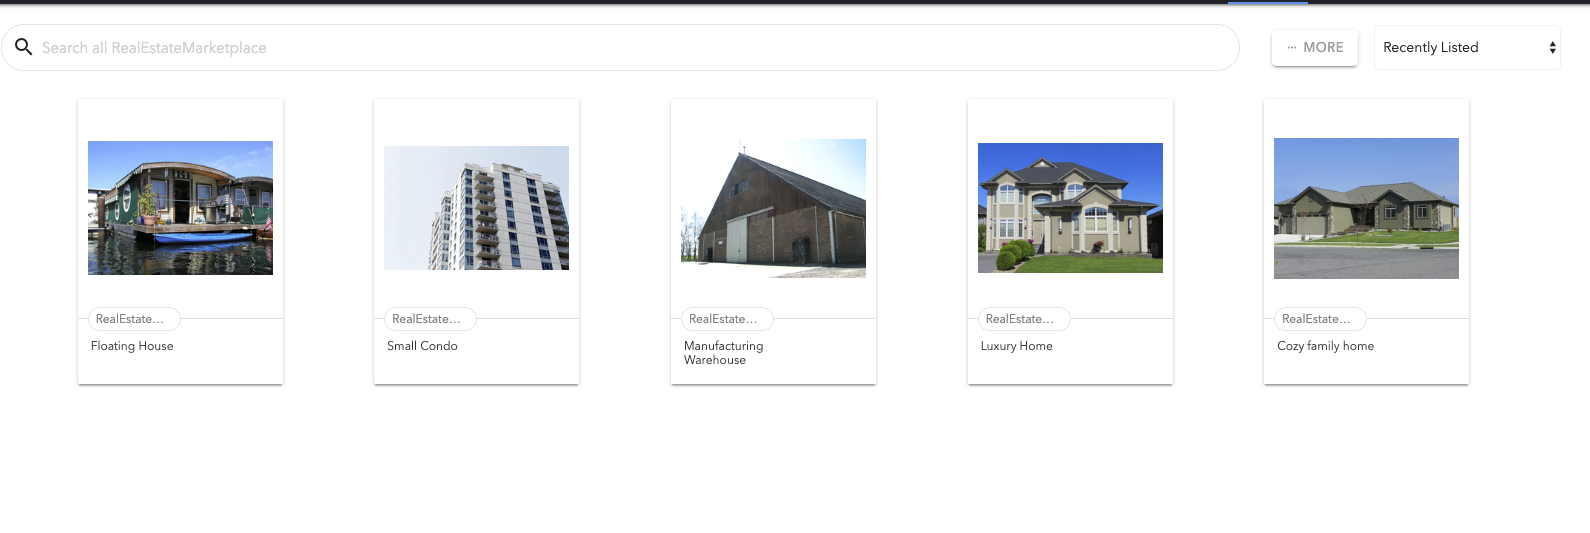 Search all RealEstateMarketplace
··· MORE
Recently Listed
RealEstate...
RealEstate...
RealEstate...
RealEstate...
RealEstate...
Floating House
Small Condo
Manufacturing
Warehouse
Luxury Home
Cozy family home